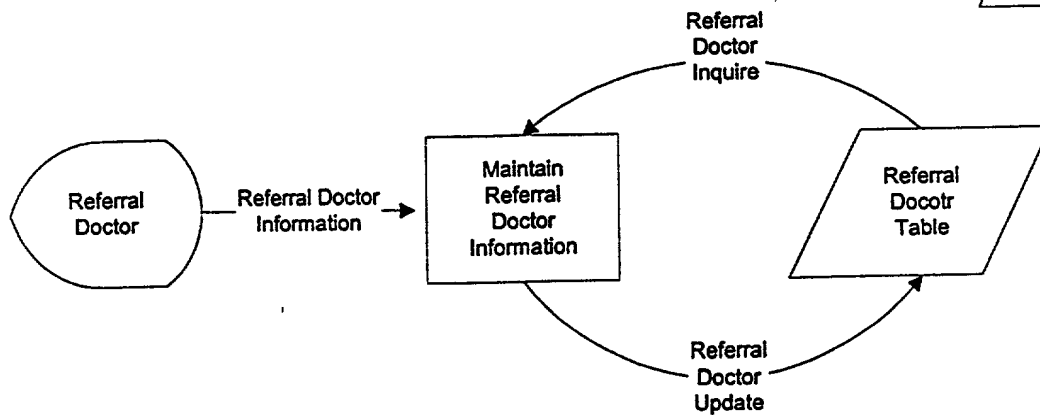 Referral
Doctor
Inquire
Referral
Doctor
Referral Doctor
Information
Maintain
Referral
Doctor
Information
Referral
Docotr
Table
Referral
Doctor
Update